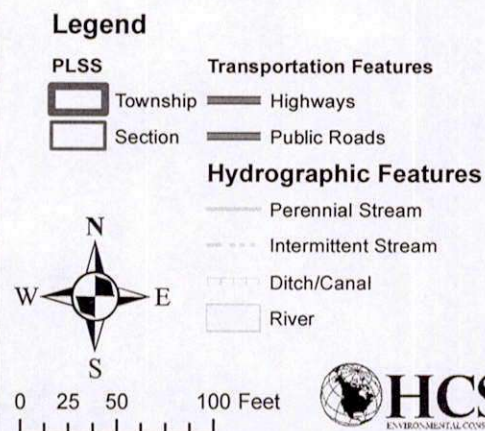 Legend
PLSS
Township
Section
Transportation Features
Highways
Public Roads
Hydrographic Features
Perennial Stream
Intermittent Stream
Ditch/Canal
River
N
W E
S
0 25 50 100 Feet
HCS
ENVIRONMENTAL